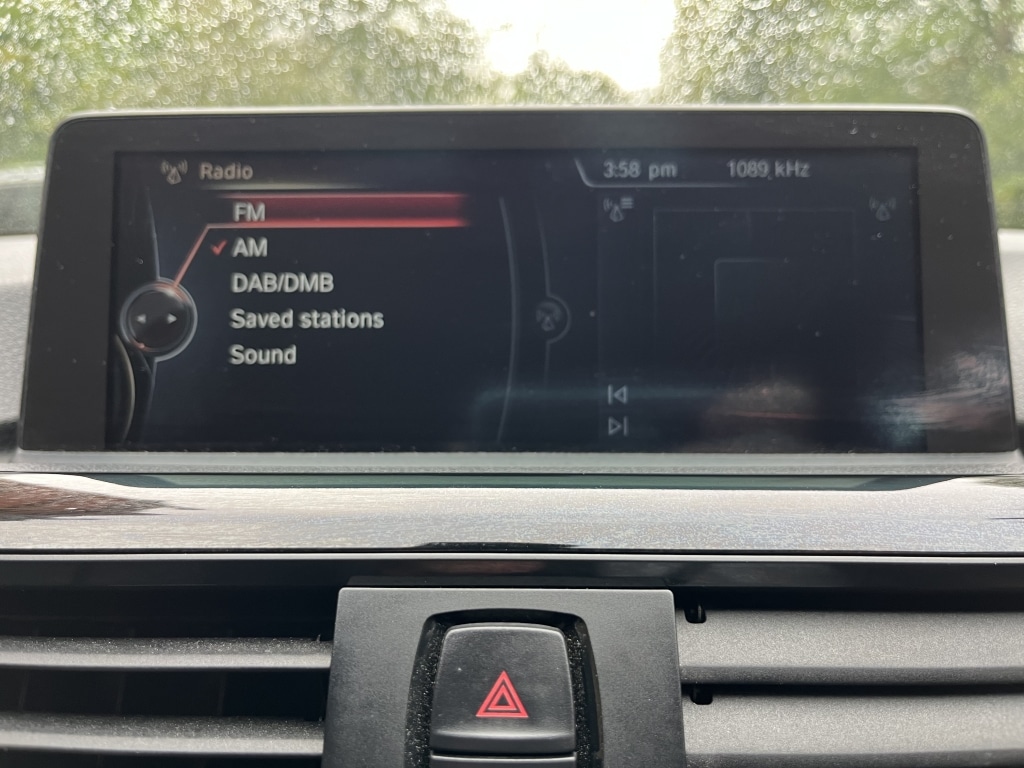 Radio
3:58 pm
1089 kHz
FM
AM
DAB/DMB
Saved stations
Sound